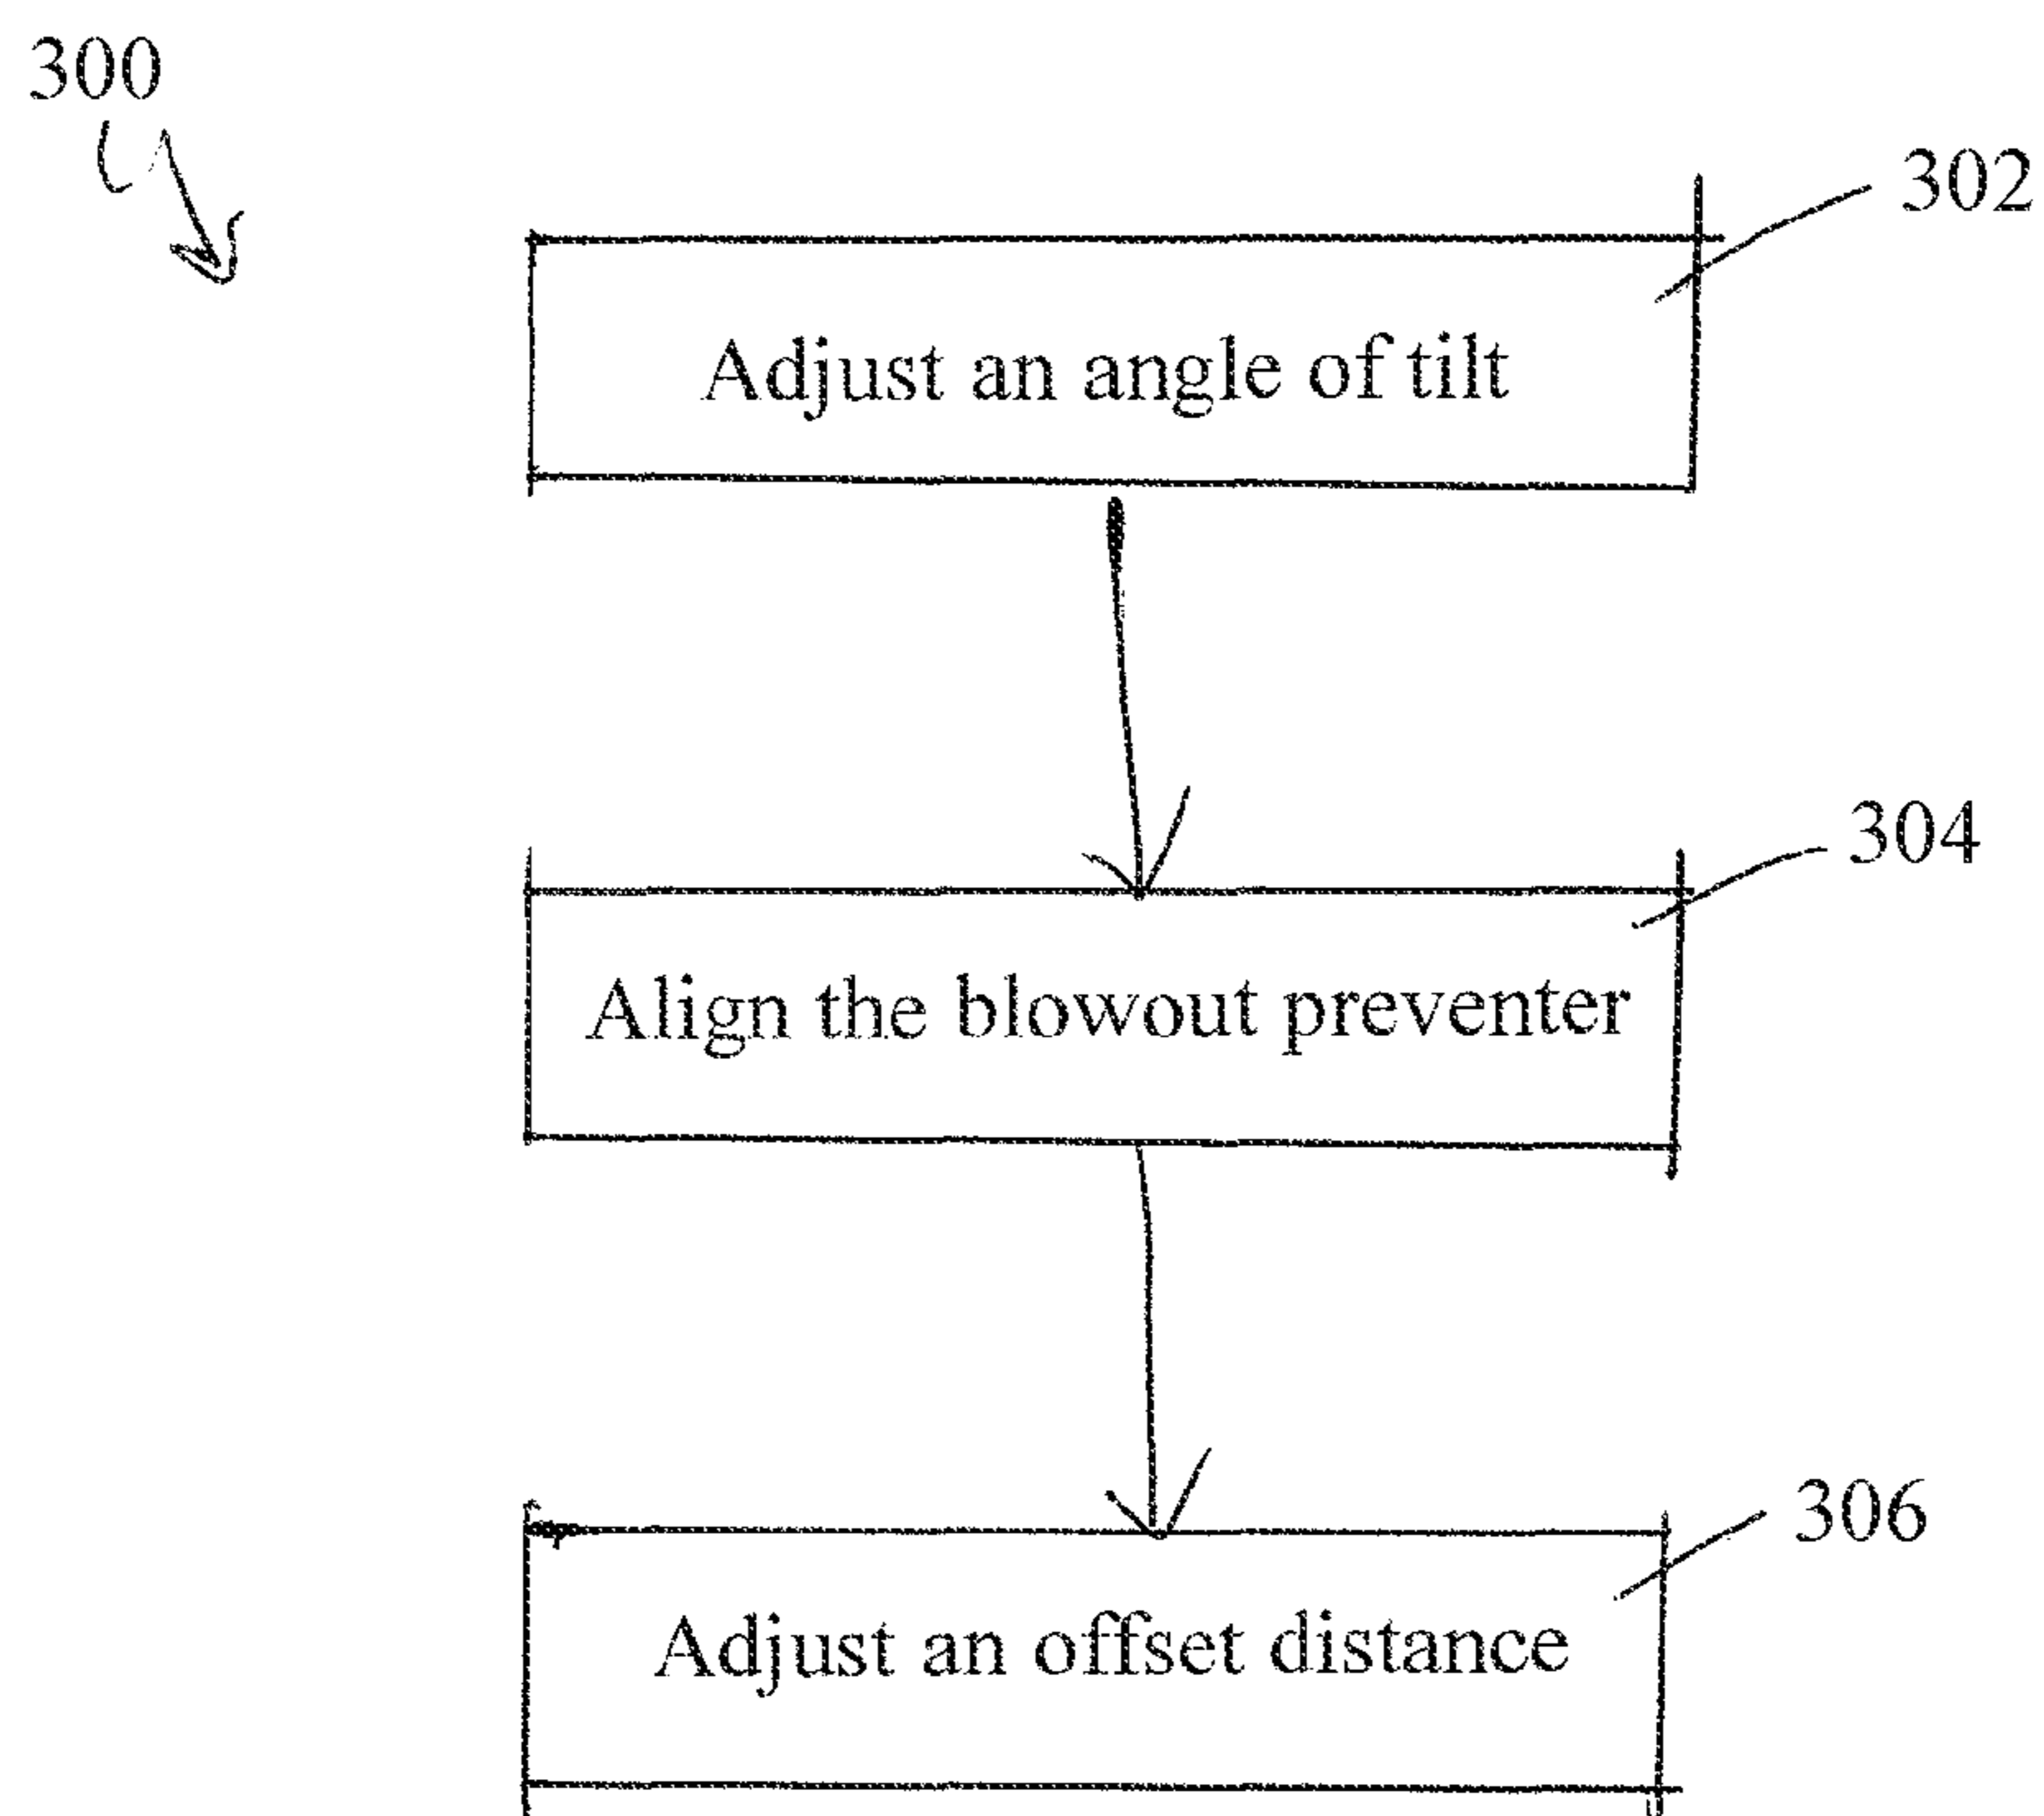 300
302
Adjust an angle of tilt
304
Align the blowout preventer
306
Adjust an offset distance